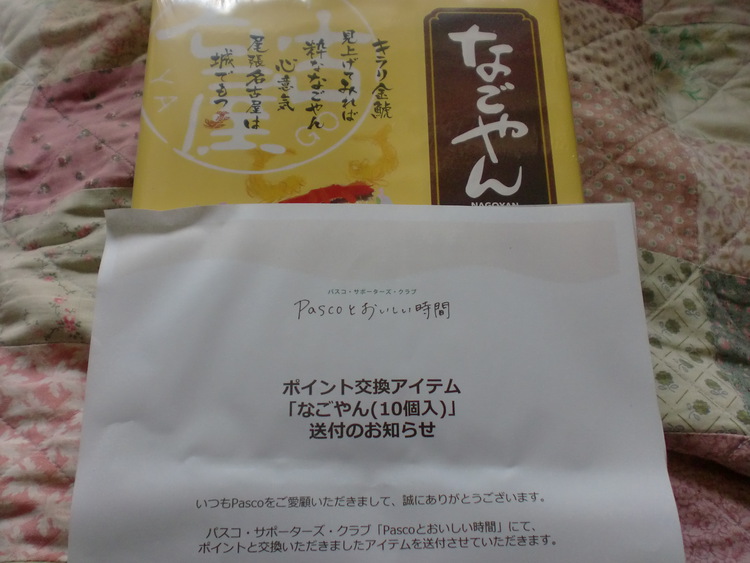 なごやん
NAGOYAN
キラリ金鯱
見上げてみれば
粋ななごやん
心意気
尾張名古屋は
城でもつ
パスコ・サポーターズ・クラブ
Pascoとおいしい時間
ポイント交換アイテム
「なごやん(10個入)」
送付のお知らせ
いつもPascoをご愛顧いただきまして、誠にありがとうございます。
パスコ・サポーターズ・クラブ「Pascoとおいしい時間」にて、
ポイントと交換いただきましたアイテムを送付させていただきます。